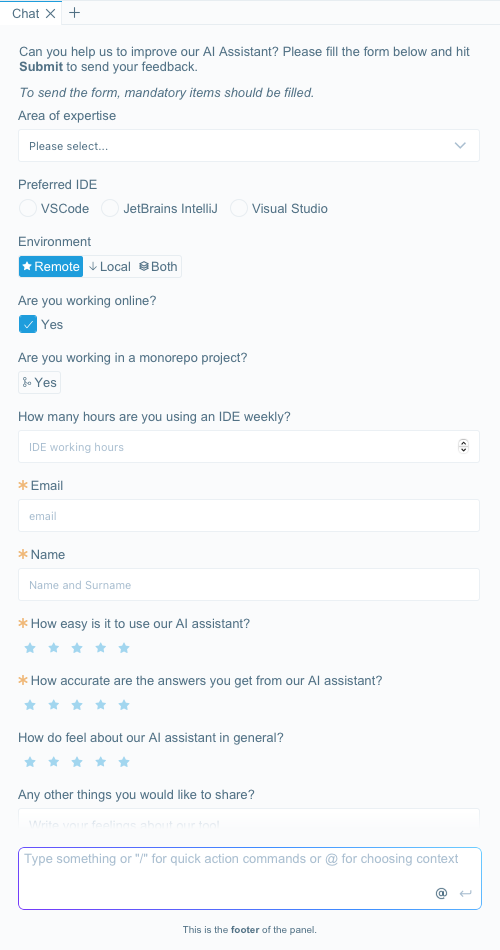 Chat
Can you help us to improve our AI Assistant? Please fill the form below and hit
Submit to send your feedback.
To send the form, mandatory items should be filled.
Area of expertise
Please select...
Preferred IDE
VSCode JetBrains IntelliJ Visual Studio
Environment
Remote Local Both
Are you working online?
Yes
Are you working in a monorepo project?
Yes
How many hours are you using an IDE weekly?
IDE working hours
Email
email
Name
Name and Surname
How easy is it to use our AI assistant?
How accurate are the answers you get from our AI assistant?
How do feel about our AI assistant in general?
Any other things you would like to share?
Write your feelings about our tool
Type something or "/" for quick action commands or @ for choosing context
@
This is the footer of the panel.